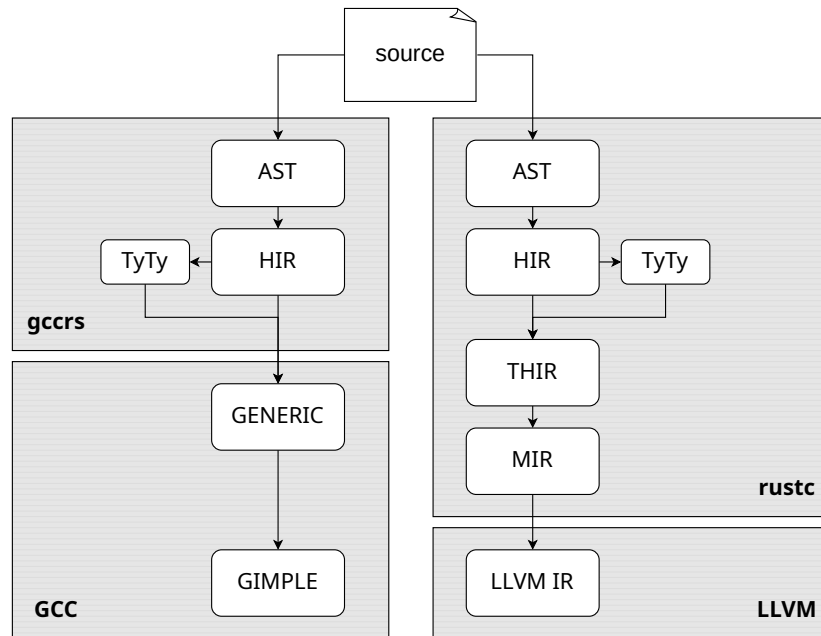 source
AST
HIR
TyTy
gccrs
GENERIC
GIMPLE
GCC
AST
HIR
TyTy
THIR
MIR
rustc
LLVM IR
LLVM